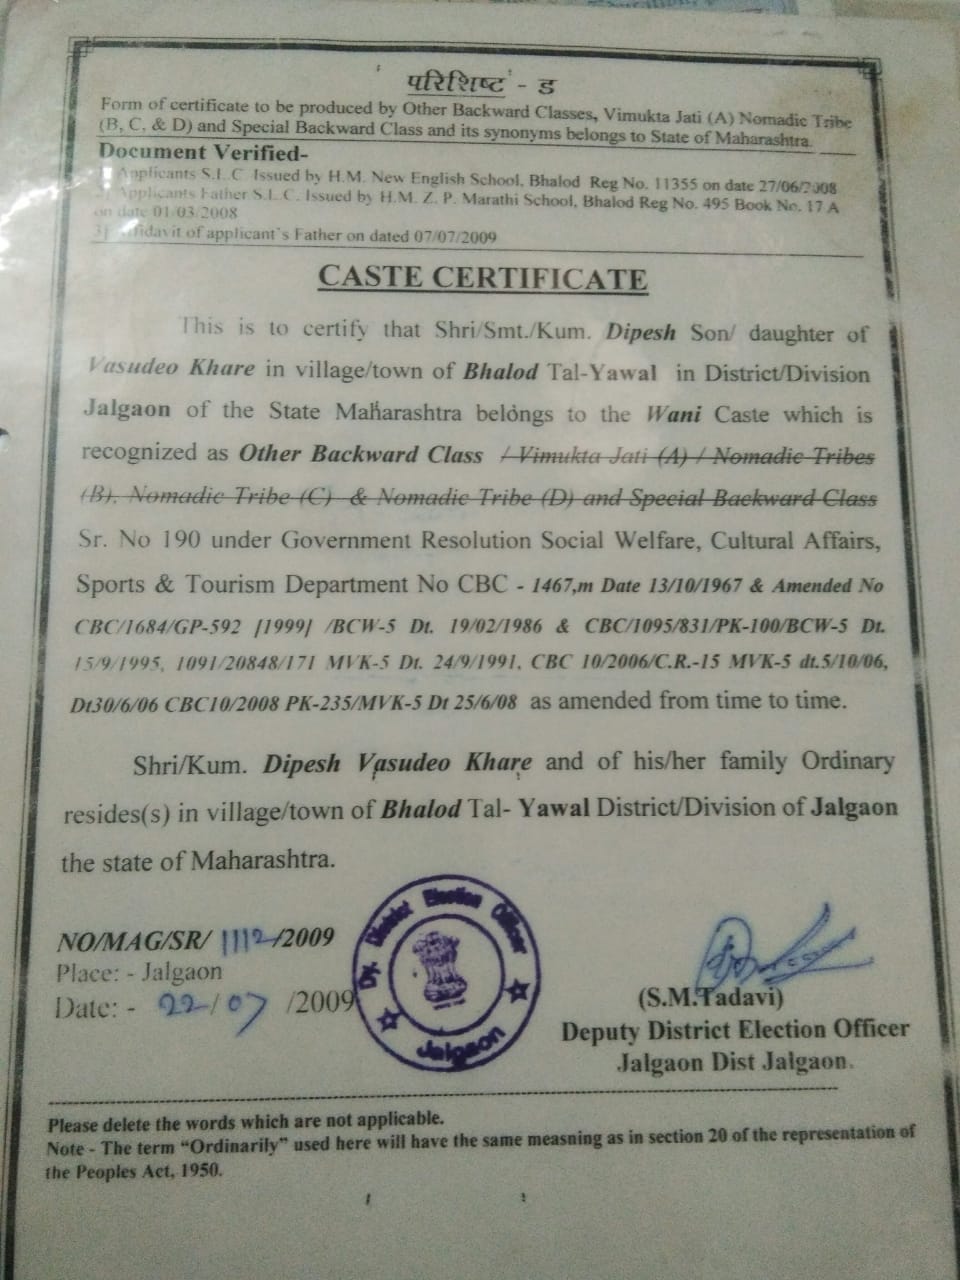 परिशिष्ट - ड
Form of certificate to be produced by Other Backward Classes, Vimukta Jati (A) Nomadic Tribe
(B, C, & D) and Special Backward Class and its synonyms belongs to State of Maharashtra.
Document Verified-
1) Applicants S.L.C. Issued by H.M. New English School, Bhalod Reg No. 11355 on date 27/06/2008
2) Applicants Father S.L.C. Issued by H.M. Z. P. Marathi School, Bhalod Reg No. 495 Book No. 17 A
on date 01/03/2008
3) Affidavit of applicant`s Father on dated 07/07/2009
CASTE CERTIFICATE
This is to certify that Shri/Smt./Kum. Dipesh Son/ daughter of
Vasudeo Khare in village/town of Bhalod Tal-Yawal in District/Division
Jalgaon of the State Maharashtra belongs to the Wani Caste which is
recognized as Other Backward Class / Vimukta Jati (A) / Nomadic Tribes
(B), Nomadic Tribe (C) & Nomadic Tribe (D) and Special Backward Class
Sr. No 190 under Government Resolution Social Welfare, Cultural Affairs,
Sports & Tourism Department No CBC - 1467,m Date 13/10/1967 & Amended No
CBC/1684/GP-592 [1999] /BCW-5 Dt. 19/02/1986 & CBC/1095/831/PK-100/BCW-5 Dt.
15/9/1995, 1091/20848/171 MVK-5 Dt. 24/9/1991, CBC 10/2006/C.R.-15 MVK-5 dt.5/10/06,
Dt30/6/06 CBC10/2008 PK-235/MVK-5 Dt 25/6/08 as amended from time to time.
Shri/Kum. Dipesh Vasudeo Khare and of his/her family Ordinary
resides(s) in village/town of Bhalod Tal- Yawal District/Division of Jalgaon
the state of Maharashtra.
NO/MAG/SR/ 1112 /2009
Place: - Jalgaon
Date: - 22/ 07 /2009
Dy. District Election Officer
Jalgaon
(S.M.Tadavi)
Deputy District Election Officer
Jalgaon Dist Jalgaon.
Please delete the words which are not applicable.
Note - The term “Ordinarily” used here will have the same measning as in section 20 of the representation of
the Peoples Act, 1950.